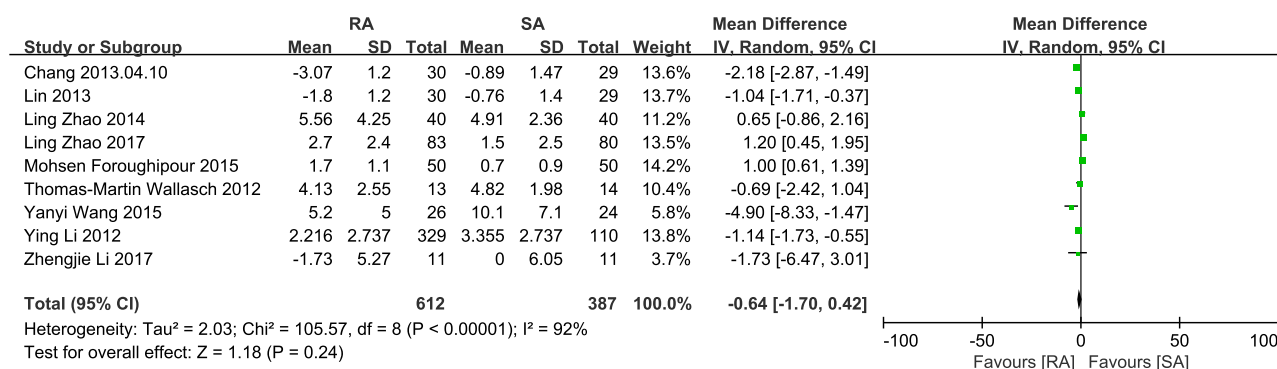 RA SA Mean Difference Mean Difference
Study or Subgroup Mean SD Total Mean SD Total Weight IV, Random, 95% CI IV, Random, 95% CI
Chang 2013.04.10 -3.07 1.2 30 -0.89 1.47 29 13.6% -2.18 [-2.87, -1.49]
Lin 2013 -1.8 1.2 30 -0.76 1.4 29 13.7% -1.04 [-1.71, -0.37]
Ling Zhao 2014 5.56 4.25 40 4.91 2.36 40 11.2% 0.65 [-0.86, 2.16]
Ling Zhao 2017 2.7 2.4 83 1.5 2.5 80 13.5% 1.20 [0.45, 1.95]
Mohsen Foroughipour 2015 1.7 1.1 50 0.7 0.9 50 14.2% 1.00 [0.61, 1.39]
Thomas-Martin Wallasch 2012 4.13 2.55 13 4.82 1.98 14 10.4% -0.69 [-2.42, 1.04]
Yanyi Wang 2015 5.2 5 26 10.1 7.1 24 5.8% -4.90 [-8.33, -1.47]
Ying Li 2012 2.216 2.737 329 3.355 2.737 110 13.8% -1.14 [-1.73, -0.55]
Zhengjie Li 2017 -1.73 5.27 11 0 6.05 11 3.7% -1.73 [-6.47, 3.01]
Total (95% CI) 612 387 100.0% -0.64 [-1.70, 0.42]
Heterogeneity: Tau² = 2.03; Chi² = 105.57, df = 8 (P < 0.00001); I² = 92%
Test for overall effect: Z = 1.18 (P = 0.24)
-100 -50 0 50 100
Favours [RA] Favours [SA]